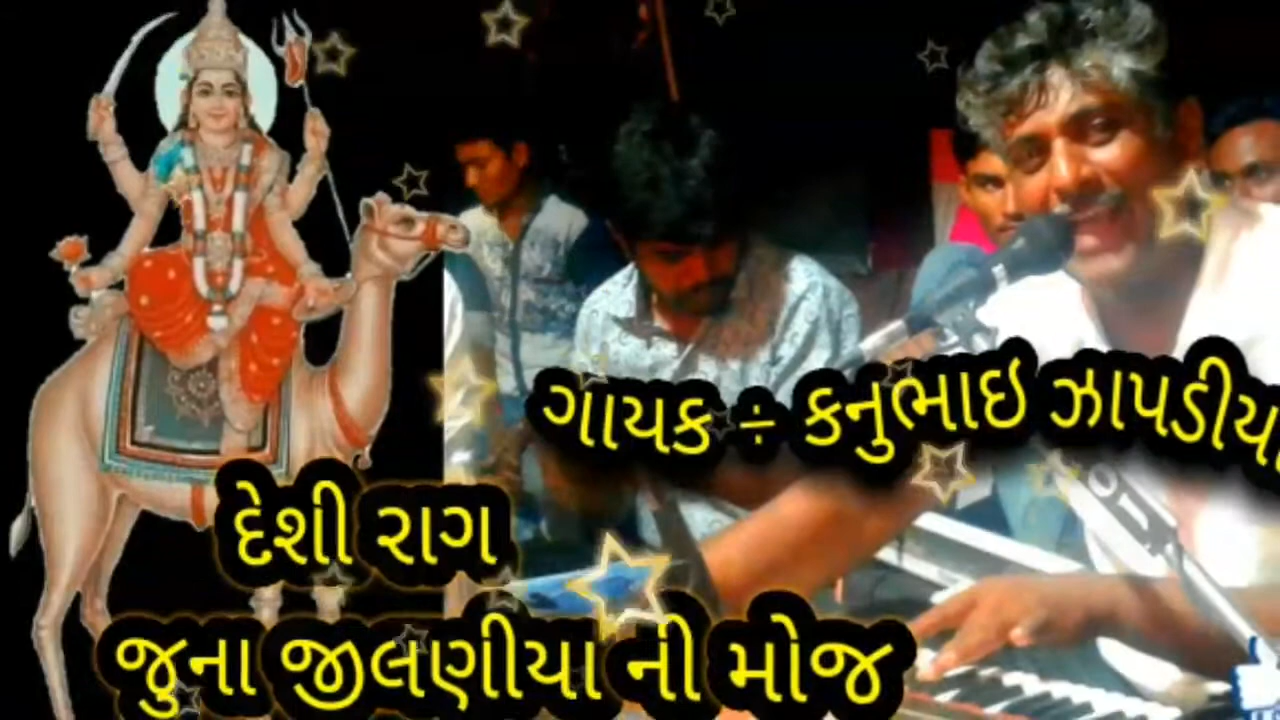 ગાયક ÷ કનુભાઇ ઝાપડીયા
દેશી રાગ
જુના જીલણીયા ની મોજ